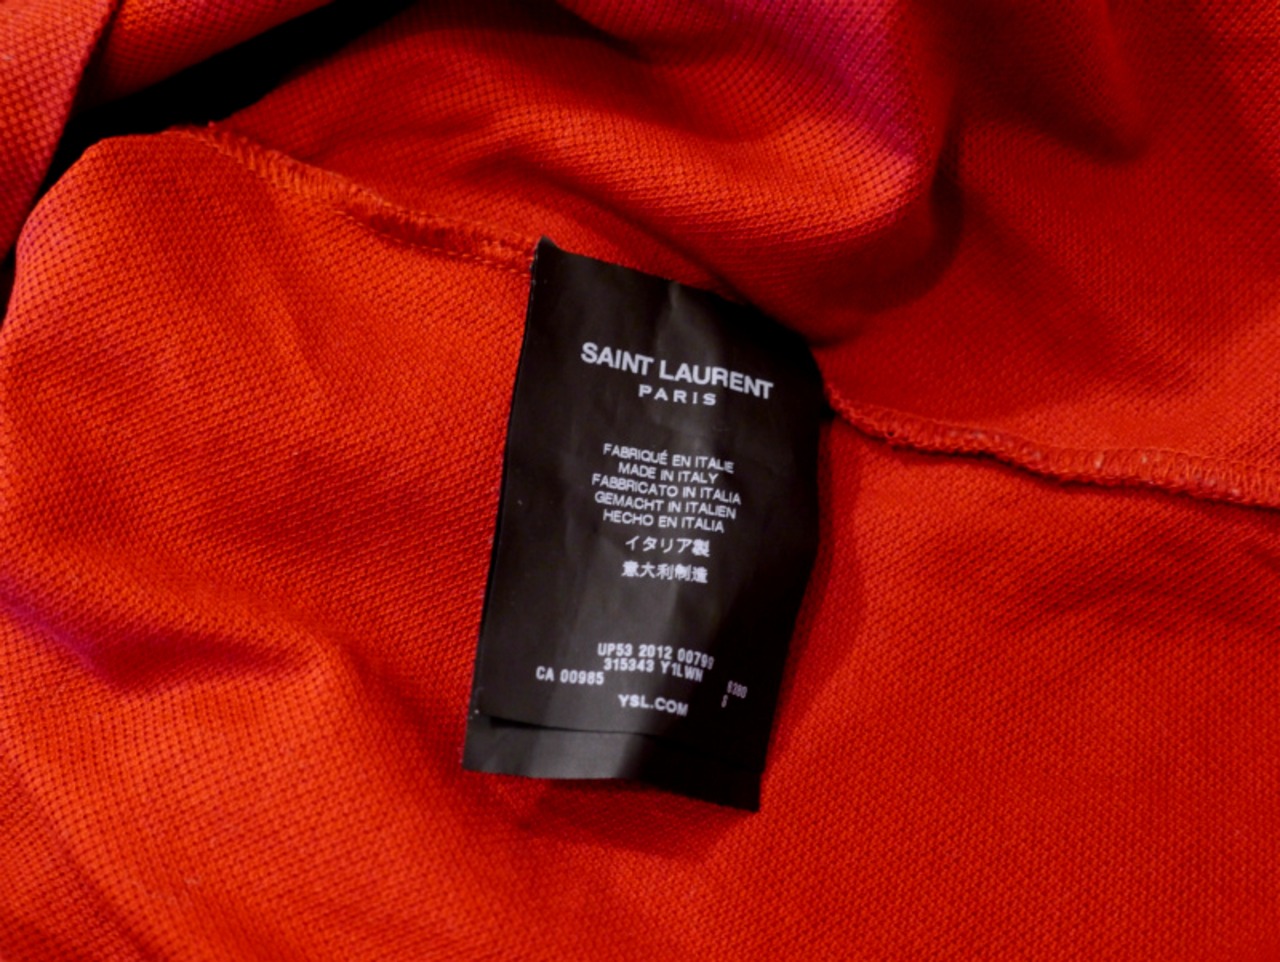 SAINT LAURENT
PARIS
FABRIQUÉ EN ITALIE
MADE IN ITALY
FABBRICATO IN ITALIA
GEMACHT IN ITALIEN
HECHO EN ITALIA
イタリア製
意大利制造
UP53 2012 00799
315343 Y1LWN
CA 00985
S
YSL.COM